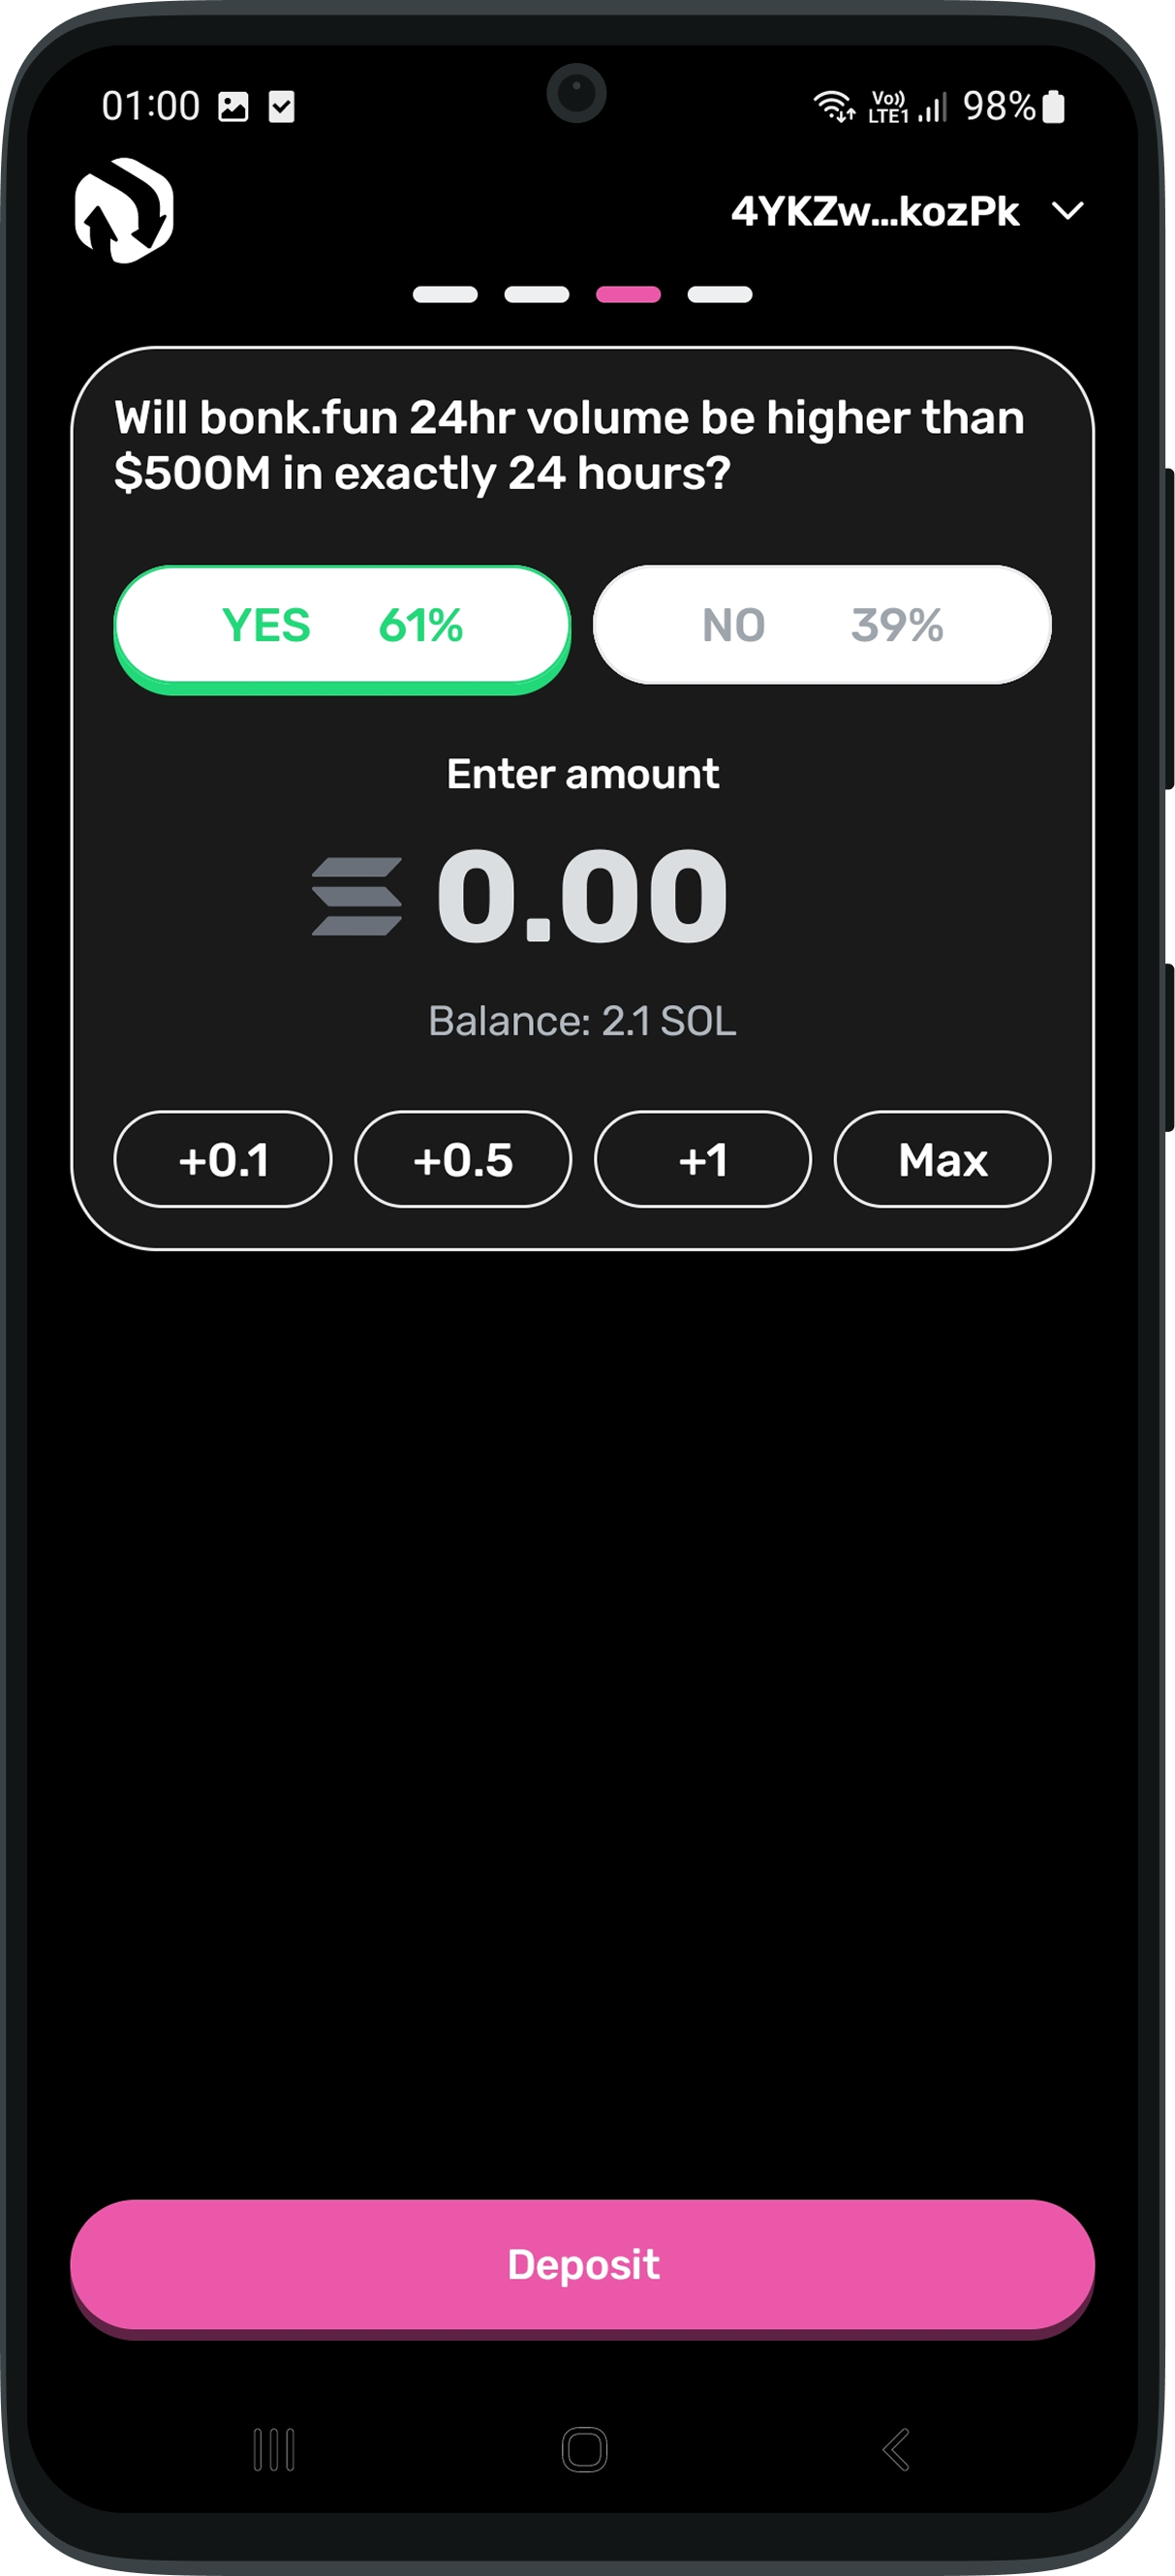 01:00 Vo)) LTE1 98%
4YKZw...kozPk
Will bonk.fun 24hr volume be higher than
$500M in exactly 24 hours?
YES 61% NO 39%
Enter amount
0.00
Balance: 2.1 SOL
+0.1 +0.5 +1 Max
Deposit